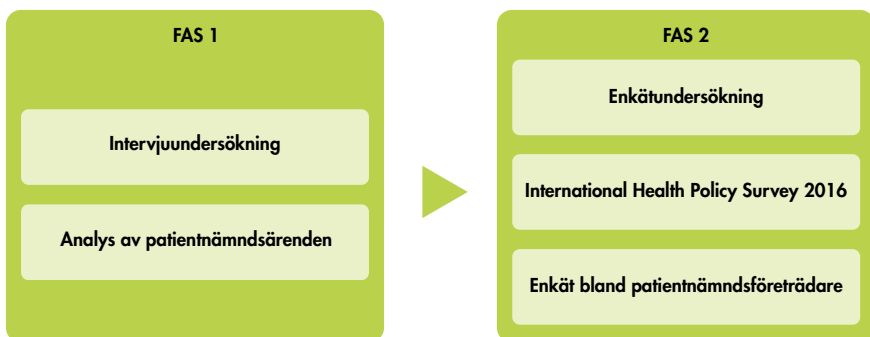 FAS 1
Intervjuundersökning
Analys av patientnämndsärenden
FAS 2
Enkätundersökning
International Health Policy Survey 2016
Enkät bland patientnämndsföreträdare